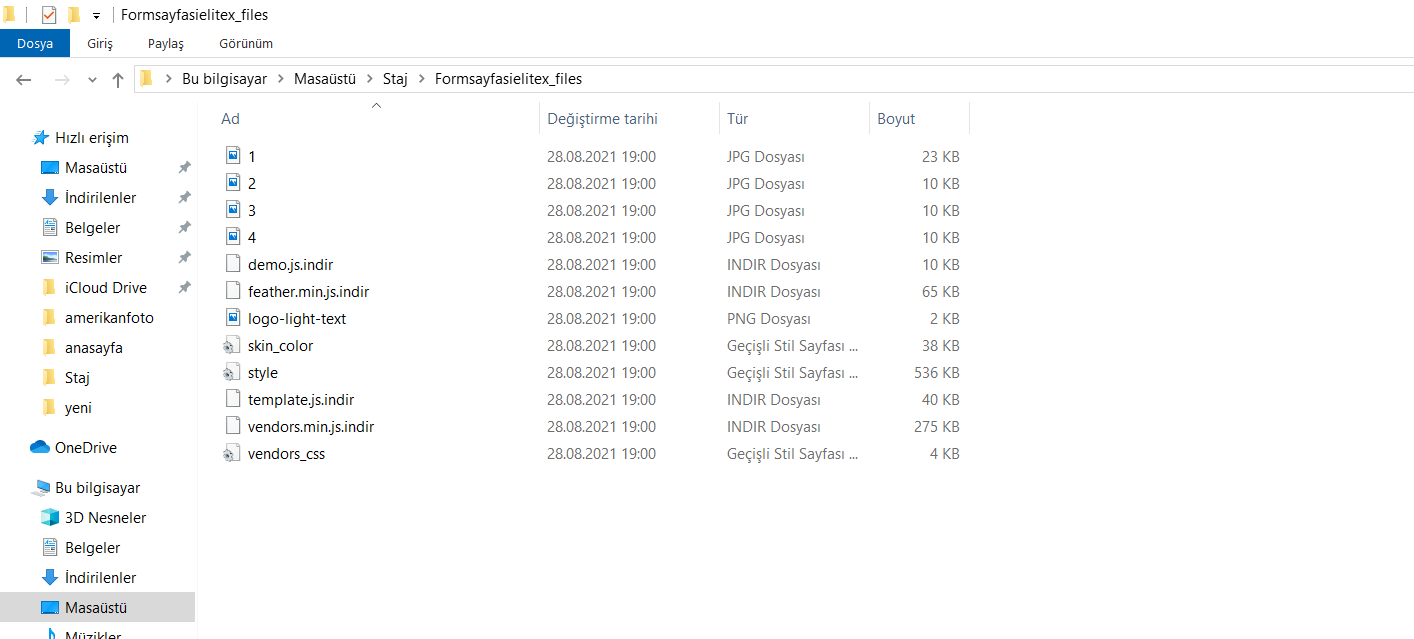 Formsayfasielitex_files
Dosya Giriş Paylaş Görünüm
Bu bilgisayar Masaüstü Staj Formsayfasielitex_files
Hızlı erişim
Masaüstü
İndirilenler
Belgeler
Resimler
iCloud Drive
amerikanfoto
anasayfa
Staj
yeni
OneDrive
Bu bilgisayar
3D Nesneler
Belgeler
İndirilenler
Masaüstü
Müzikler
Ad Değiştirme tarihi Tür Boyut
1 28.08.2021 19:00 JPG Dosyası 23 KB
2 28.08.2021 19:00 JPG Dosyası 10 KB
3 28.08.2021 19:00 JPG Dosyası 10 KB
4 28.08.2021 19:00 JPG Dosyası 10 KB
demo.js.indir 28.08.2021 19:00 INDIR Dosyası 10 KB
feather.min.js.indir 28.08.2021 19:00 INDIR Dosyası 65 KB
logo-light-text 28.08.2021 19:00 PNG Dosyası 2 KB
skin_color 28.08.2021 19:00 Geçişli Stil Sayfası ... 38 KB
style 28.08.2021 19:00 Geçişli Stil Sayfası ... 536 KB
template.js.indir 28.08.2021 19:00 INDIR Dosyası 40 KB
vendors.min.js.indir 28.08.2021 19:00 INDIR Dosyası 275 KB
vendors_css 28.08.2021 19:00 Geçişli Stil Sayfası ... 4 KB